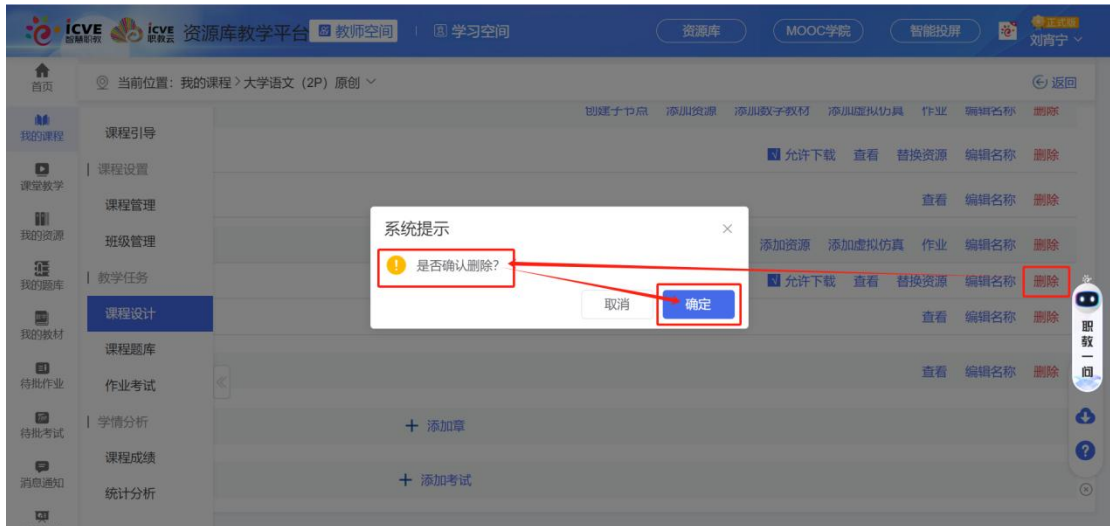 icve 智慧职教 icve 职教云 资源库教学平台 教师空间 学习空间 资源库 MOOC学院 智能投屏 正式版
刘肖宁
首页 当前位置：我的课程 > 大学语文（2P）原创 返回
创建子节点 添加资源 添加数字教材 添加虚拟仿真 作业 编辑名称 删除
我的课程 课程引导
允许下载 查看 替换资源 编辑名称 删除
课堂教学 课程设置
课程管理 查看 编辑名称 删除
我的资源 班级管理 系统提示 添加资源 添加虚拟仿真 作业 编辑名称 删除
我的题库 教学任务 是否确认删除？ 允许下载 查看 替换资源 编辑名称 删除
我的教材 课程设计 取消 确定 查看 编辑名称 删除
职教一问
课程题库
待批作业 作业考试 查看 编辑名称 删除
待批考试 学情分析 + 添加章
课程成绩
消息通知 统计分析 + 添加考试